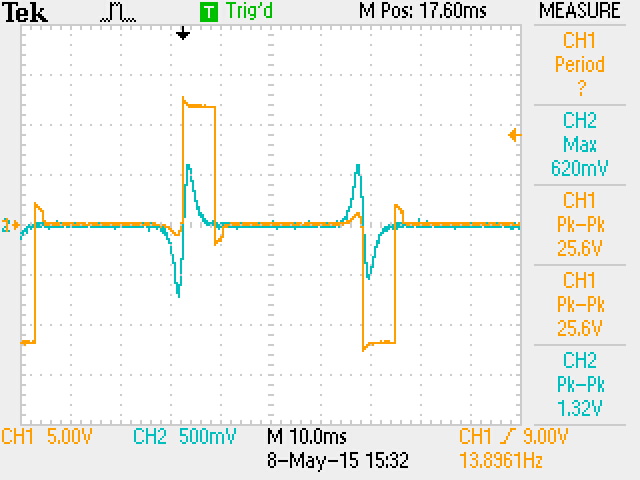 Tek T Trig'd M Pos: 17.60ms MEASURE
CH1
Period
?
CH2
Max
620mV
CH1
Pk-Pk
25.6V
CH1
Pk-Pk
25.6V
CH2
Pk-Pk
1.32V
CH1 5.00V CH2 500mV M 10.0ms CH1 9.00V
8-May-15 15:32 13.8961Hz